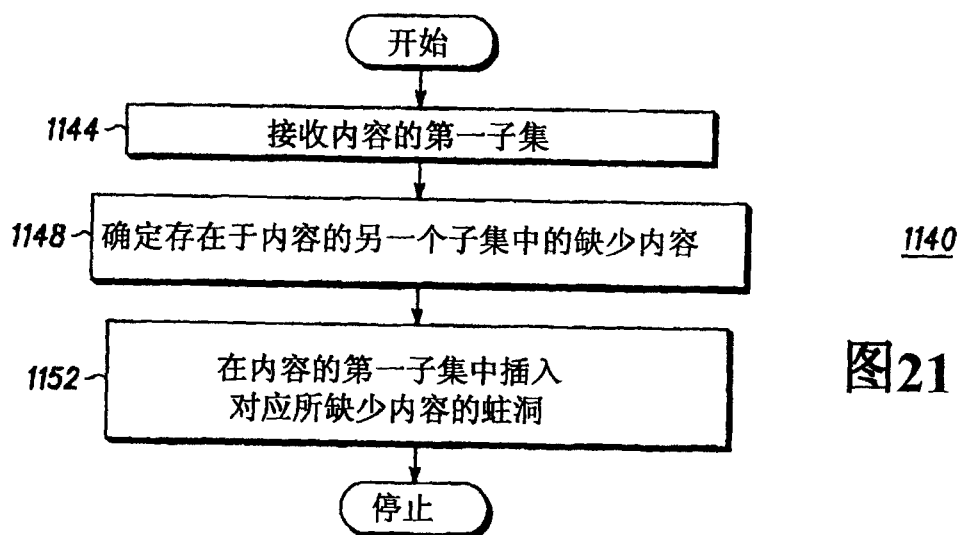 开始
1144
接收内容的第一子集
1148
确定存在于内容的另一个子集中的缺少内容
1140
1152
在内容的第一子集中插入
对应所缺少内容的蛀洞
图21
停止